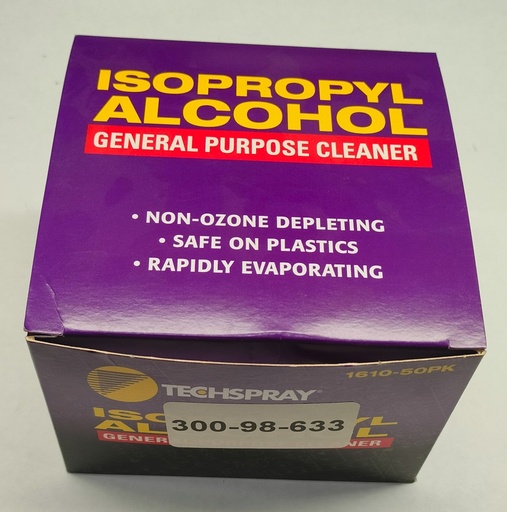 ISOPROPYL
ALCOHOL
GENERAL PURPOSE CLEANER
• NON-OZONE DEPLETING
• SAFE ON PLASTICS
• RAPIDLY EVAPORATING
TECHSPRAY
1610-50PK
300-98-633